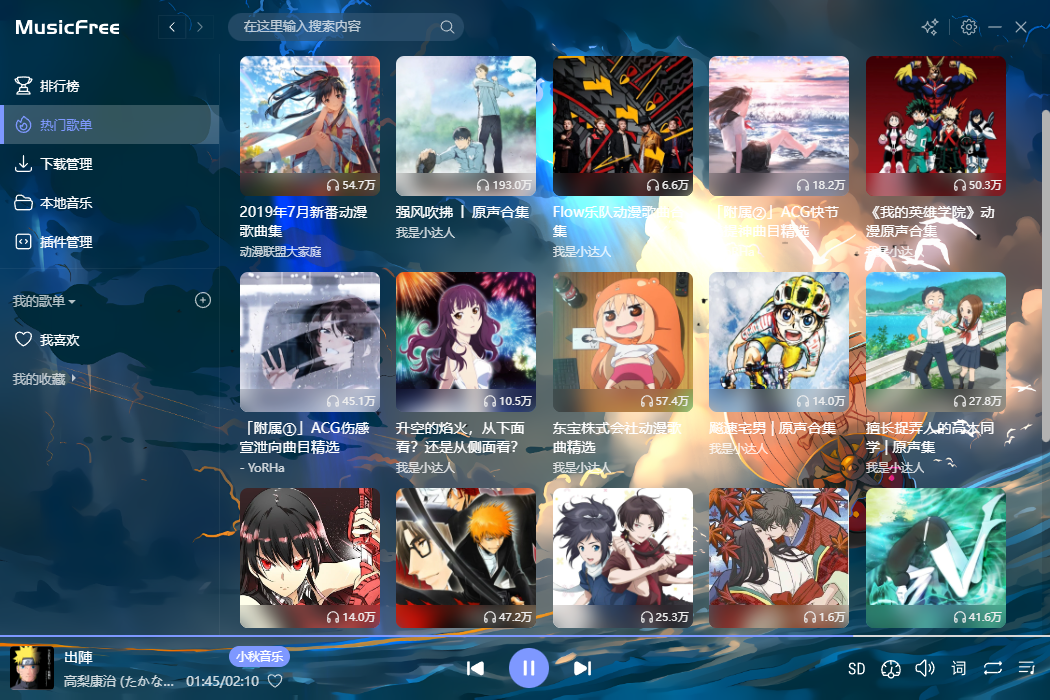 MusicFree
在这里输入搜索内容
排行榜
热门歌单
下载管理
本地音乐
插件管理
我的歌单
我喜欢
我的收藏
54.7万
193.0万
6.6万
18.2万
50.3万
2019年7月新番动漫
歌曲集
动漫联盟大家庭
强风吹拂丨原声合集
我是小达人
Flow乐队动漫歌曲合
集
我是小达人
「附属②」ACG快节
曲目精选
《我的英雄学院》动
漫原声合集
我是小达人
45.1万
10.5万
57.4万
14.0万
27.8万
「附属①」ACG伤感
宣泄向曲目精选
- YoRHa
升空的焰火，从下面
看？还是从侧面看？
我是小达人
东宝株式会社动漫歌
曲精选
我是小达人
飚速宅男 | 原声合集
我是小达人
擅长捉弄人的高木同
学 | 原声集
我是小达人
14.0万
47.2万
25.3万
1.6万
41.6万
出陣
高梨康治 (たかな...
小秋音乐
01:45/02:10
SD
词